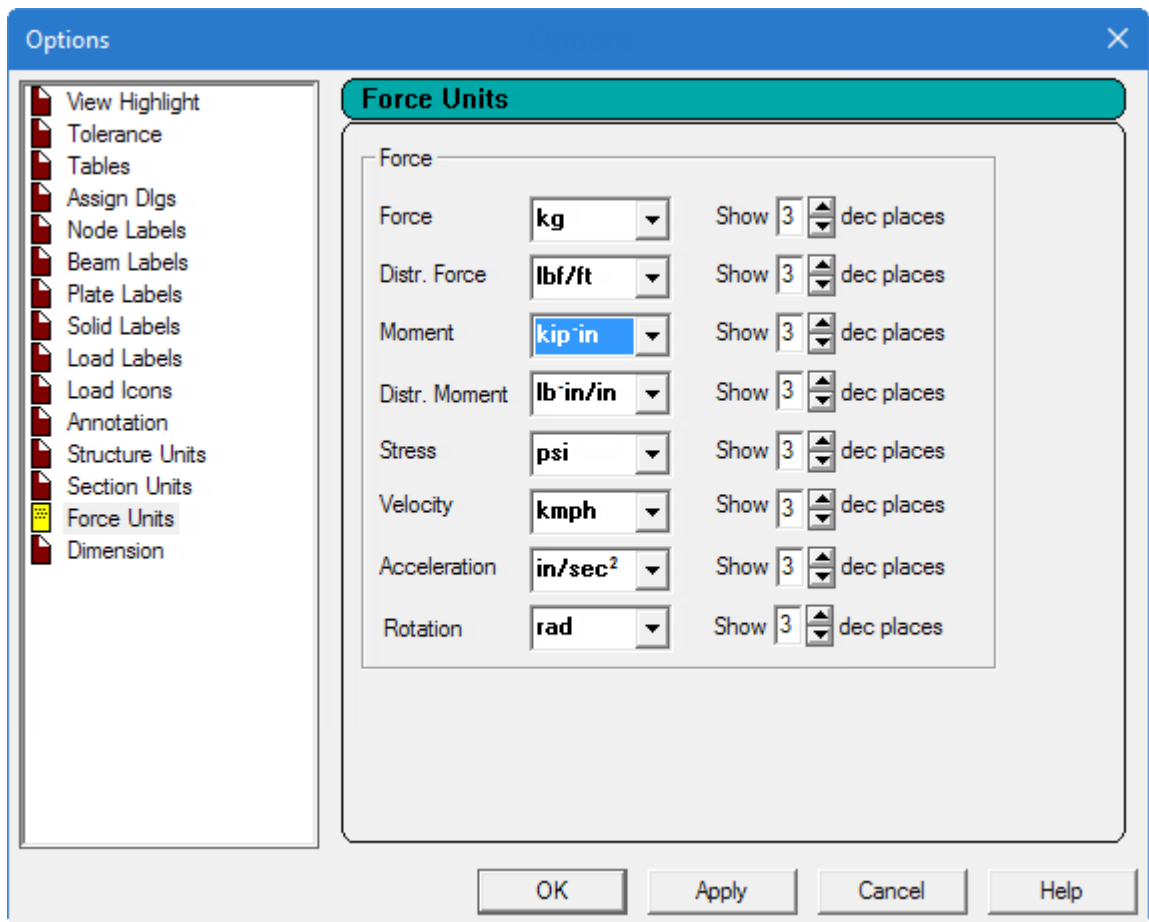 Options
View Highlight
Tolerance
Tables
Assign Dlgs
Node Labels
Beam Labels
Plate Labels
Solid Labels
Load Labels
Load Icons
Annotation
Structure Units
Section Units
Force Units
Dimension
Force Units
Force
Force kg Show 3 dec places
Distr. Force lbf/ft Show 3 dec places
Moment kip-in Show 3 dec places
Distr. Moment lb-in/in Show 3 dec places
Stress psi Show 3 dec places
Velocity kmph Show 3 dec places
Acceleration in/sec² Show 3 dec places
Rotation rad Show 3 dec places
OK Apply Cancel Help